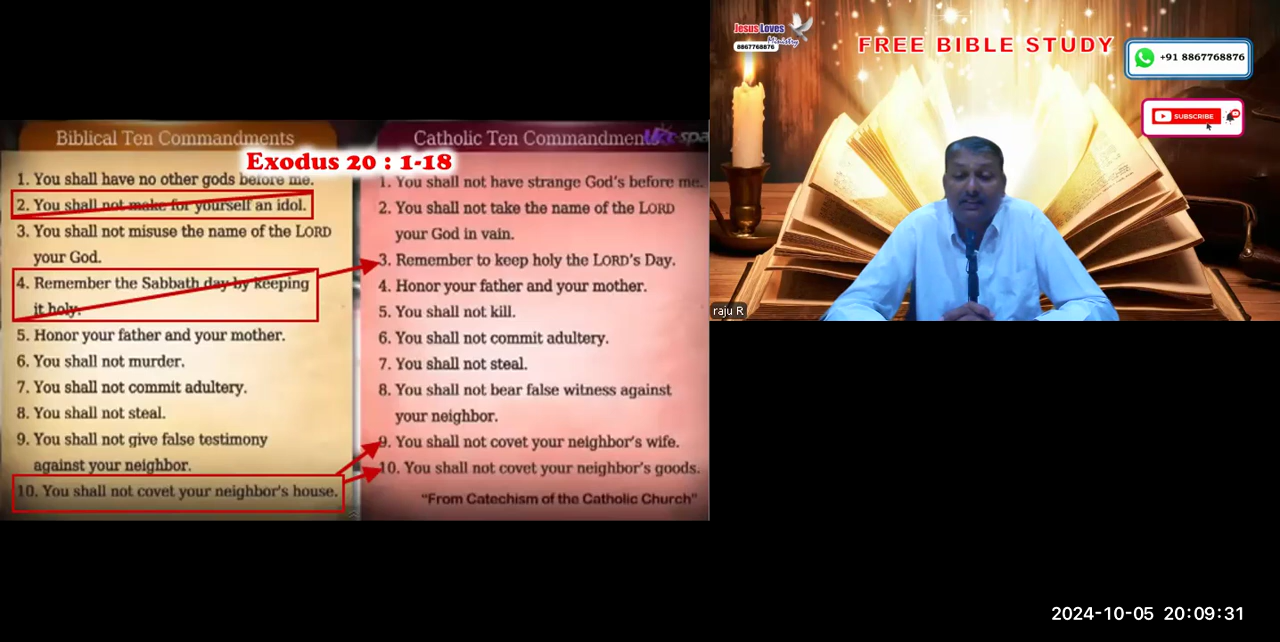 Biblical Ten Commandments
Exodus 20 : 1-18
1. You shall have no other gods before me.
2. You shall not make for yourself an idol.
3. You shall not misuse the name of the LORD
your God.
4. Remember the Sabbath day by keeping
it holy.
5. Honor your father and your mother.
6. You shall not murder.
7. You shall not commit adultery.
8. You shall not steal.
9. You shall not give false testimony
against your neighbor.
10. You shall not covet your neighbor's house.
Catholic Ten Commandments
1. You shall not have strange God's before me.
2. You shall not take the name of the LORD
your God in vain.
3. Remember to keep holy the LORD's Day.
4. Honor your father and your mother.
5. You shall not kill.
6. You shall not commit adultery.
7. You shall not steal.
8. You shall not bear false witness against
your neighbor.
9. You shall not covet your neighbor's wife.
10. You shall not covet your neighbor's goods.
"From Catechism of the Catholic Church"
Jesus Loves
Ministry
8867768876
FREE BIBLE STUDY
+91 8867768876
SUBSCRIBE
raju R
2024-10-05 20:09:31